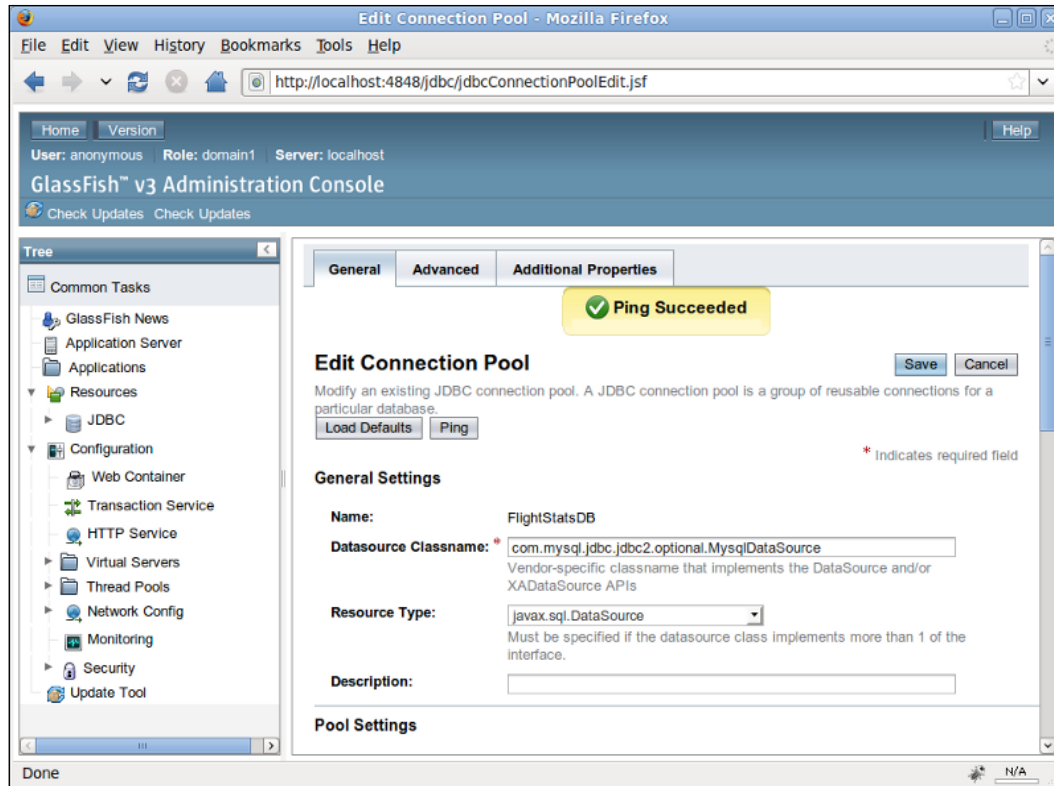 Edit Connection Pool - Mozilla Firefox
File Edit View History Bookmarks Tools Help
http://localhost:4848/jdbc/jdbcConnectionPoolEdit.jsf
Home Version Help
User: anonymous Role: domain1 Server: localhost
GlassFish™ v3 Administration Console
Check Updates Check Updates
Tree
Common Tasks
GlassFish News
Application Server
Applications
Resources
JDBC
Configuration
Web Container
Transaction Service
HTTP Service
Virtual Servers
Thread Pools
Network Config
Monitoring
Security
Update Tool
General Advanced Additional Properties
Ping Succeeded
Edit Connection Pool
Save Cancel
Modify an existing JDBC connection pool. A JDBC connection pool is a group of reusable connections for a
particular database.
Load Defaults Ping
* Indicates required field
General Settings
Name: FlightStatsDB
Datasource Classname: * com.mysql.jdbc.jdbc2.optional.MysqlDataSource
Vendor-specific classname that implements the DataSource and/or
XADataSource APIs
Resource Type: javax.sql.DataSource
Must be specified if the datasource class implements more than 1 of the
interface.
Description:
Pool Settings
Done N/A